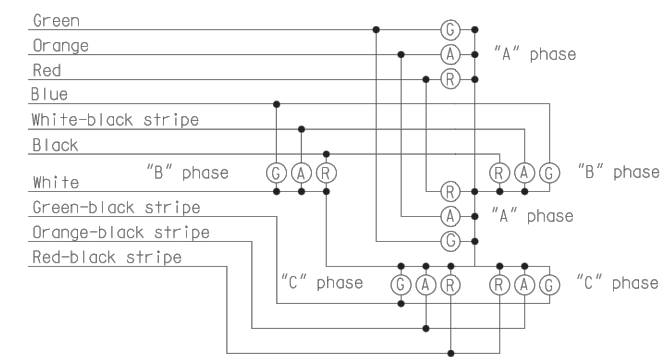 Green G
Orange A "A" phase
Red R
Blue
White-black stripe
Black
"B" phase G A R R A G "B" phase
White R
Green-black stripe A "A" phase
Orange-black stripe G
Red-black stripe
"C" phase G A R R A G "C" phase